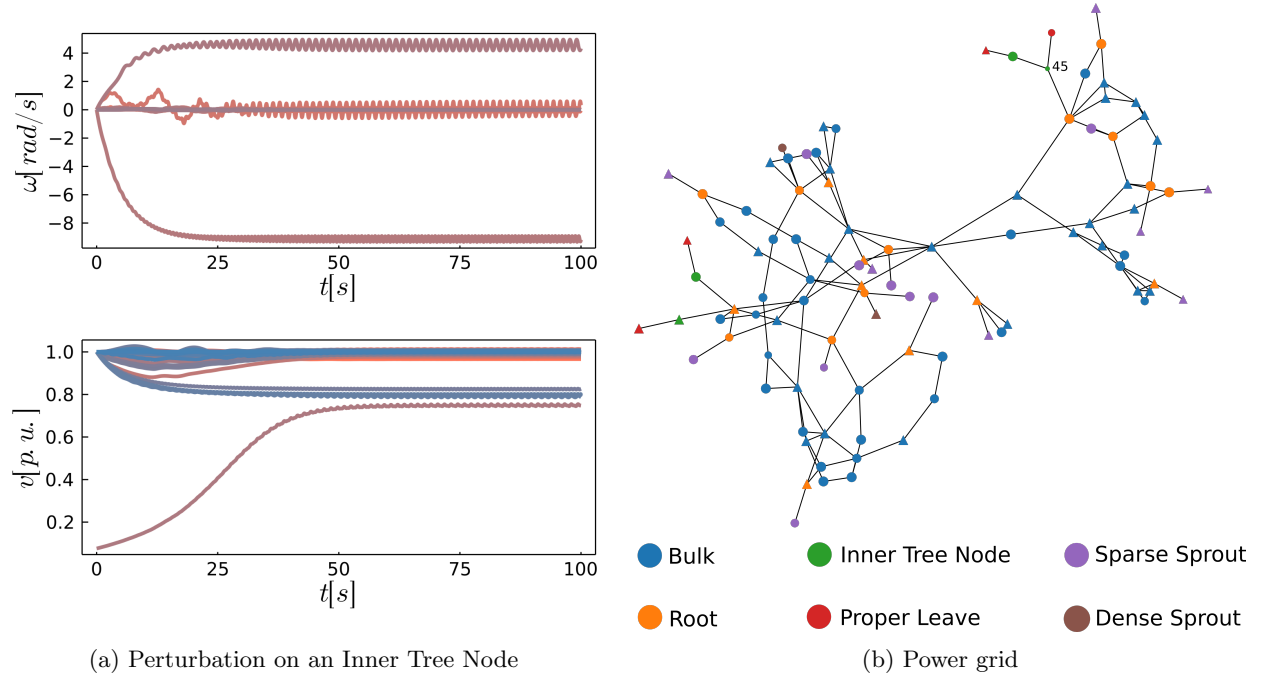 4
2
0
−2
−4
−6
−8
ω[rad/s]
0 25 50 75 100
t[s]
1.0
0.8
0.6
0.4
0.2
v[p.u.]
0 25 50 75 100
t[s]
(a) Perturbation on an Inner Tree Node
45
Bulk Inner Tree Node Sparse Sprout
Root Proper Leave Dense Sprout
(b) Power grid